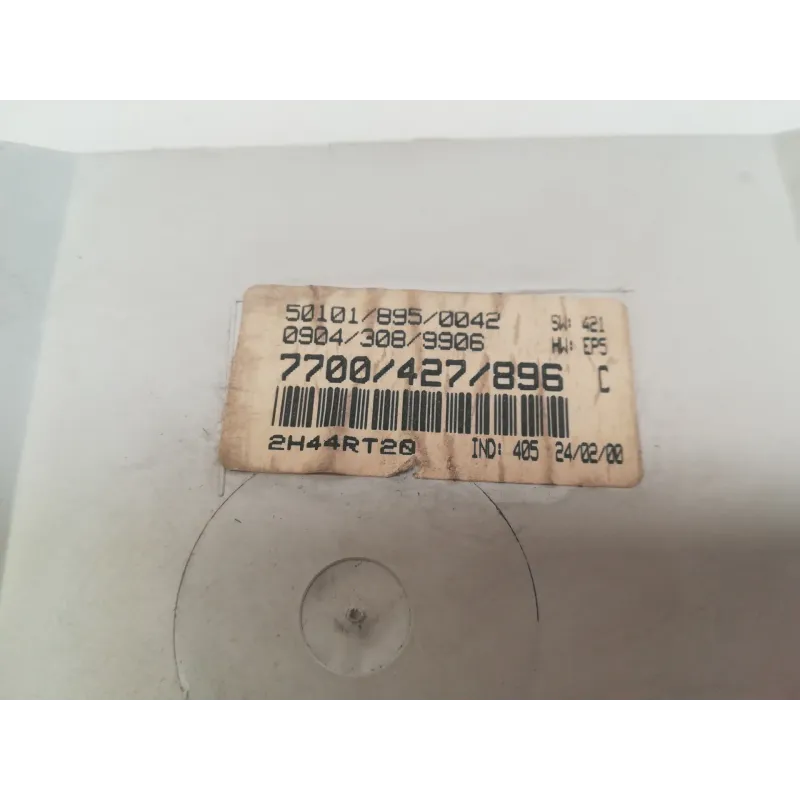 50101/895/0042 SW: 421
0904/308/9906 HW: EP5
7700/427/896 C
2H44RT20 IND: 405 24/02/00